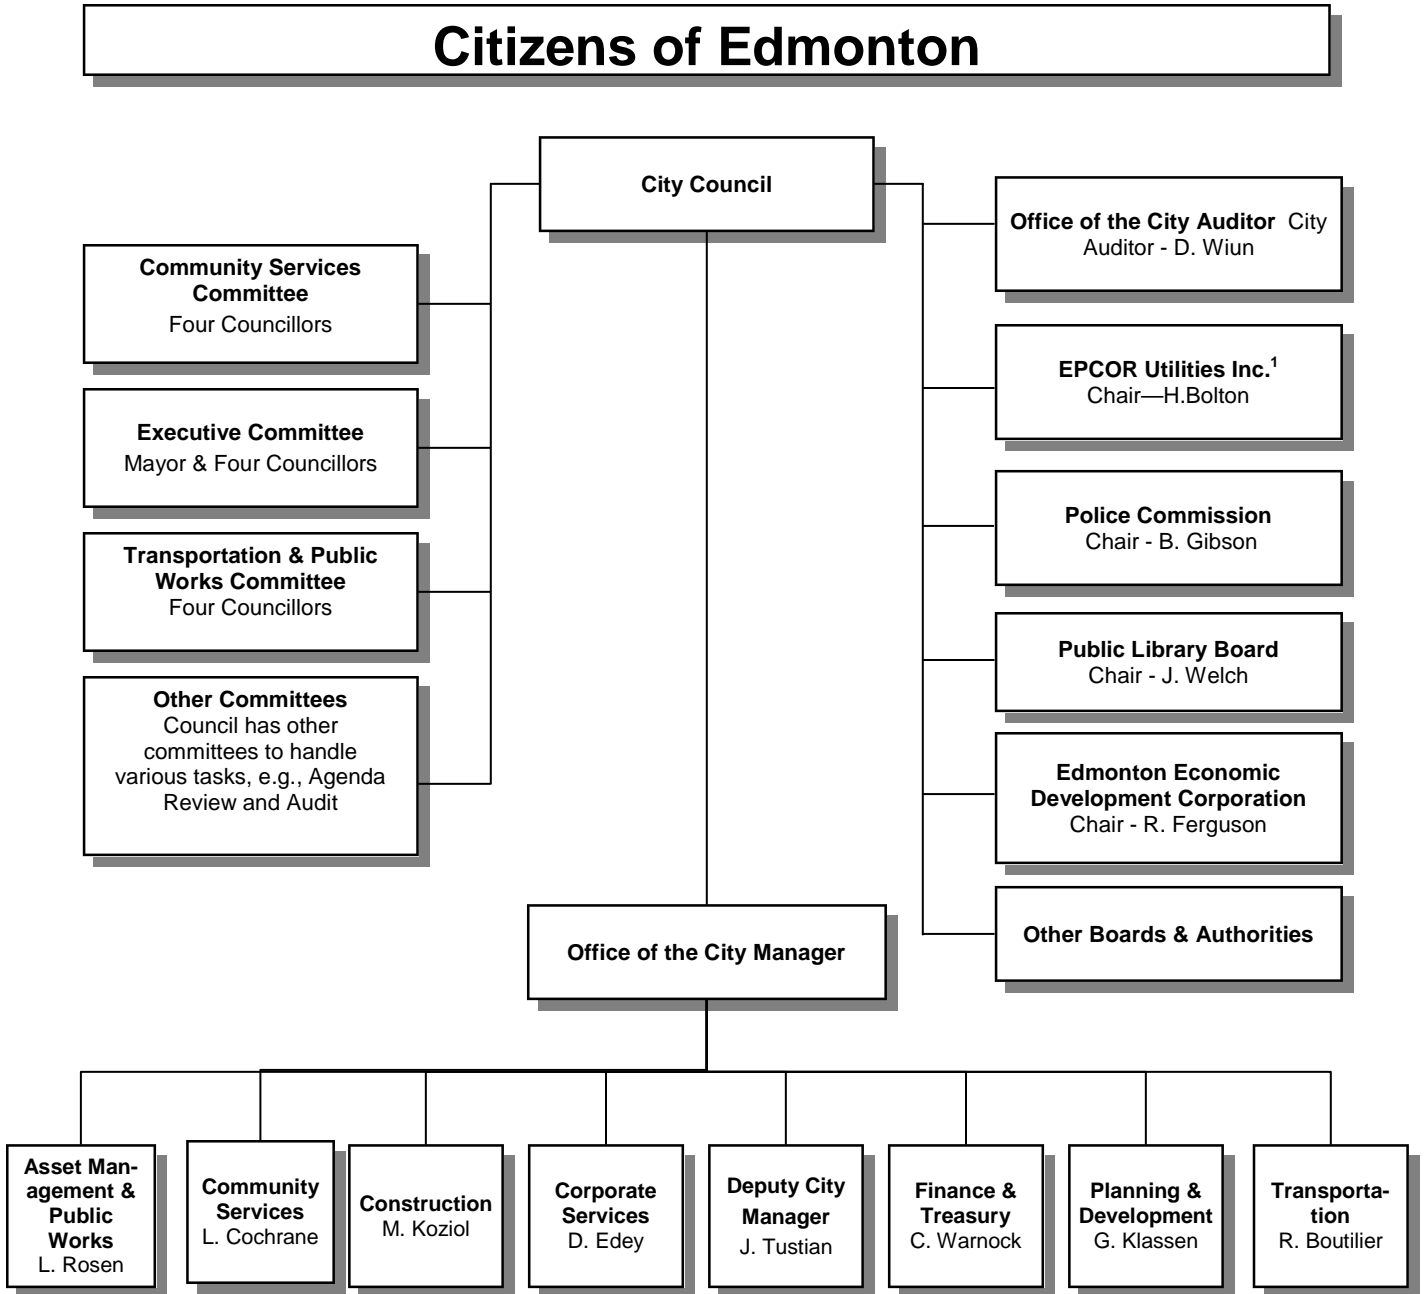 Citizens of Edmonton
City Council
Community Services
Committee
Four Councillors
Executive Committee
Mayor & Four Councillors
Transportation & Public
Works Committee
Four Councillors
Other Committees
Council has other
committees to handle
various tasks, e.g., Agenda
Review and Audit
Office of the City Auditor  City
Auditor - D. Wiun
EPCOR Utilities Inc.¹
Chair—H.Bolton
Police Commission
Chair - B. Gibson
Public Library Board
Chair - J. Welch
Edmonton Economic
Development Corporation
Chair - R. Ferguson
Other Boards & Authorities
Office of the City Manager
Asset Man-
agement &
Public
Works
L. Rosen
Community
Services
L. Cochrane
Construction
M. Koziol
Corporate
Services
D. Edey
Deputy City
Manager
J. Tustian
Finance &
Treasury
C. Warnock
Planning &
Development
G. Klassen
Transporta-
tion
R. Boutilier